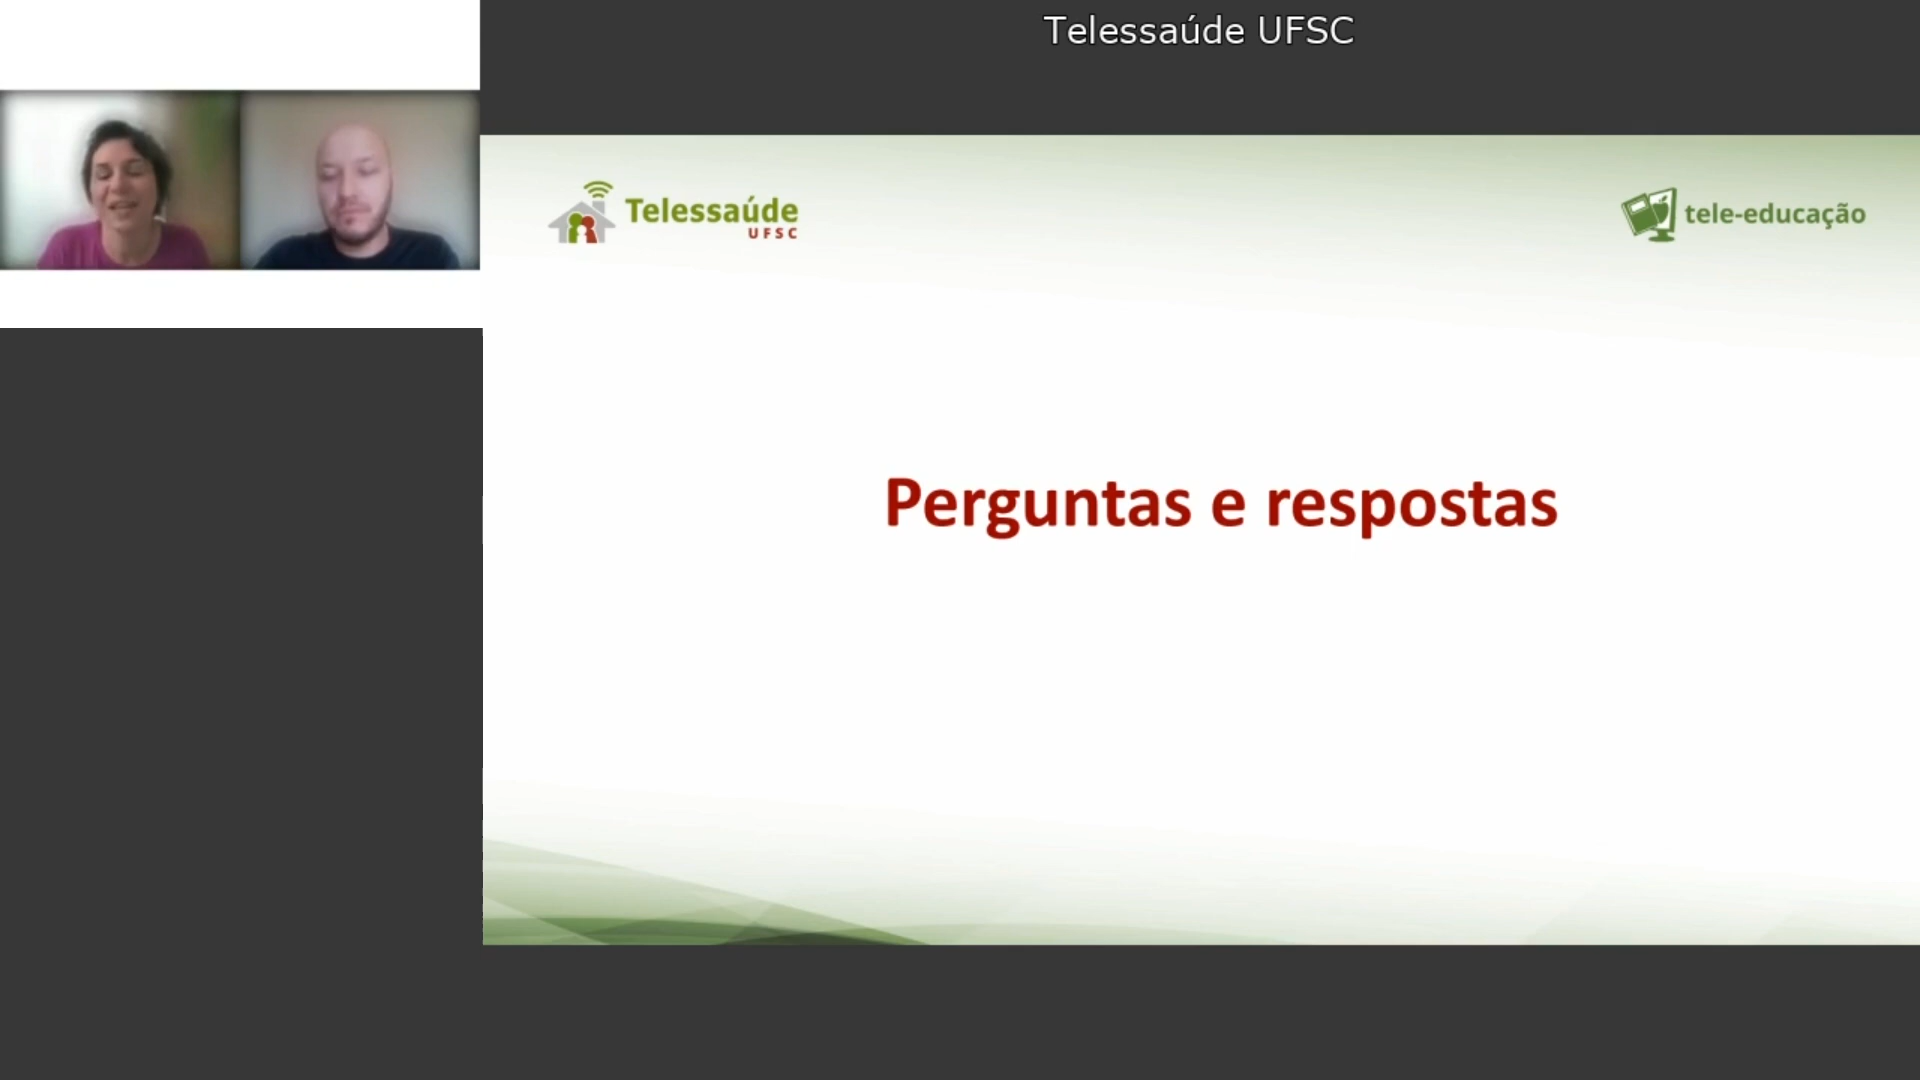 Telessaúde UFSC
Telessaúde
UFSC
tele-educação
Perguntas e respostas